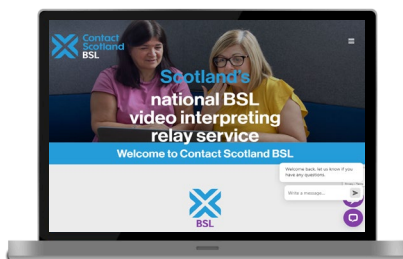 Contact
Scotland
BSL
Scotland's
national BSL
video interpreting
relay service
Welcome to Contact Scotland BSL
Welcome back, let us know if you
have any questions.
Write a message...
BSL